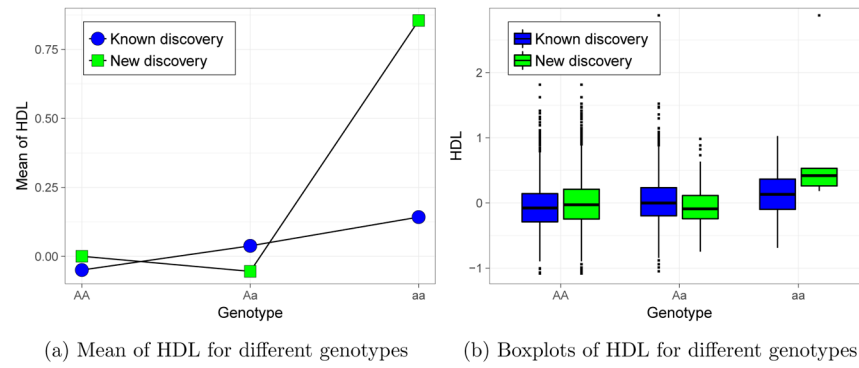 Known discovery
New discovery
0.75
0.50
0.25
0.00
Mean of HDL
AA
Aa
aa
Genotype
(a) Mean of HDL for different genotypes
Known discovery
New discovery
2
1
0
−1
HDL
AA
Aa
aa
Genotype
(b) Boxplots of HDL for different genotypes